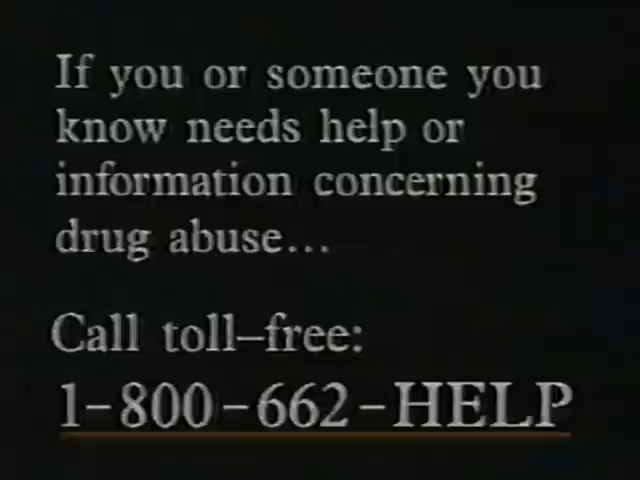 If you or someone you
know needs help or
information concerning
drug abuse...
Call toll-free:
1-800-662-HELP